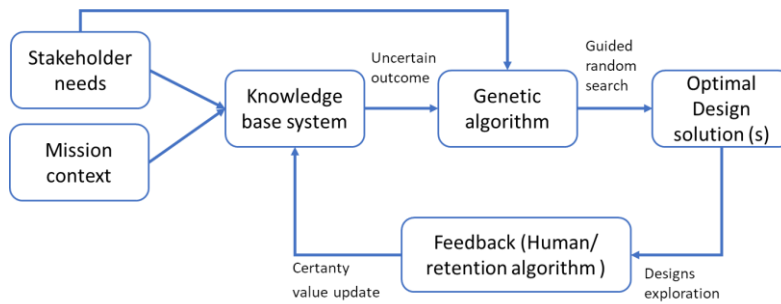 Stakeholder
needs
Mission
context
Knowledge
base system
Uncertain
outcome
Genetic
algorithm
Guided
random
search
Optimal
Design
solution (s)
Feedback (Human/
retention algorithm )
Certanty
value update
Designs
exploration